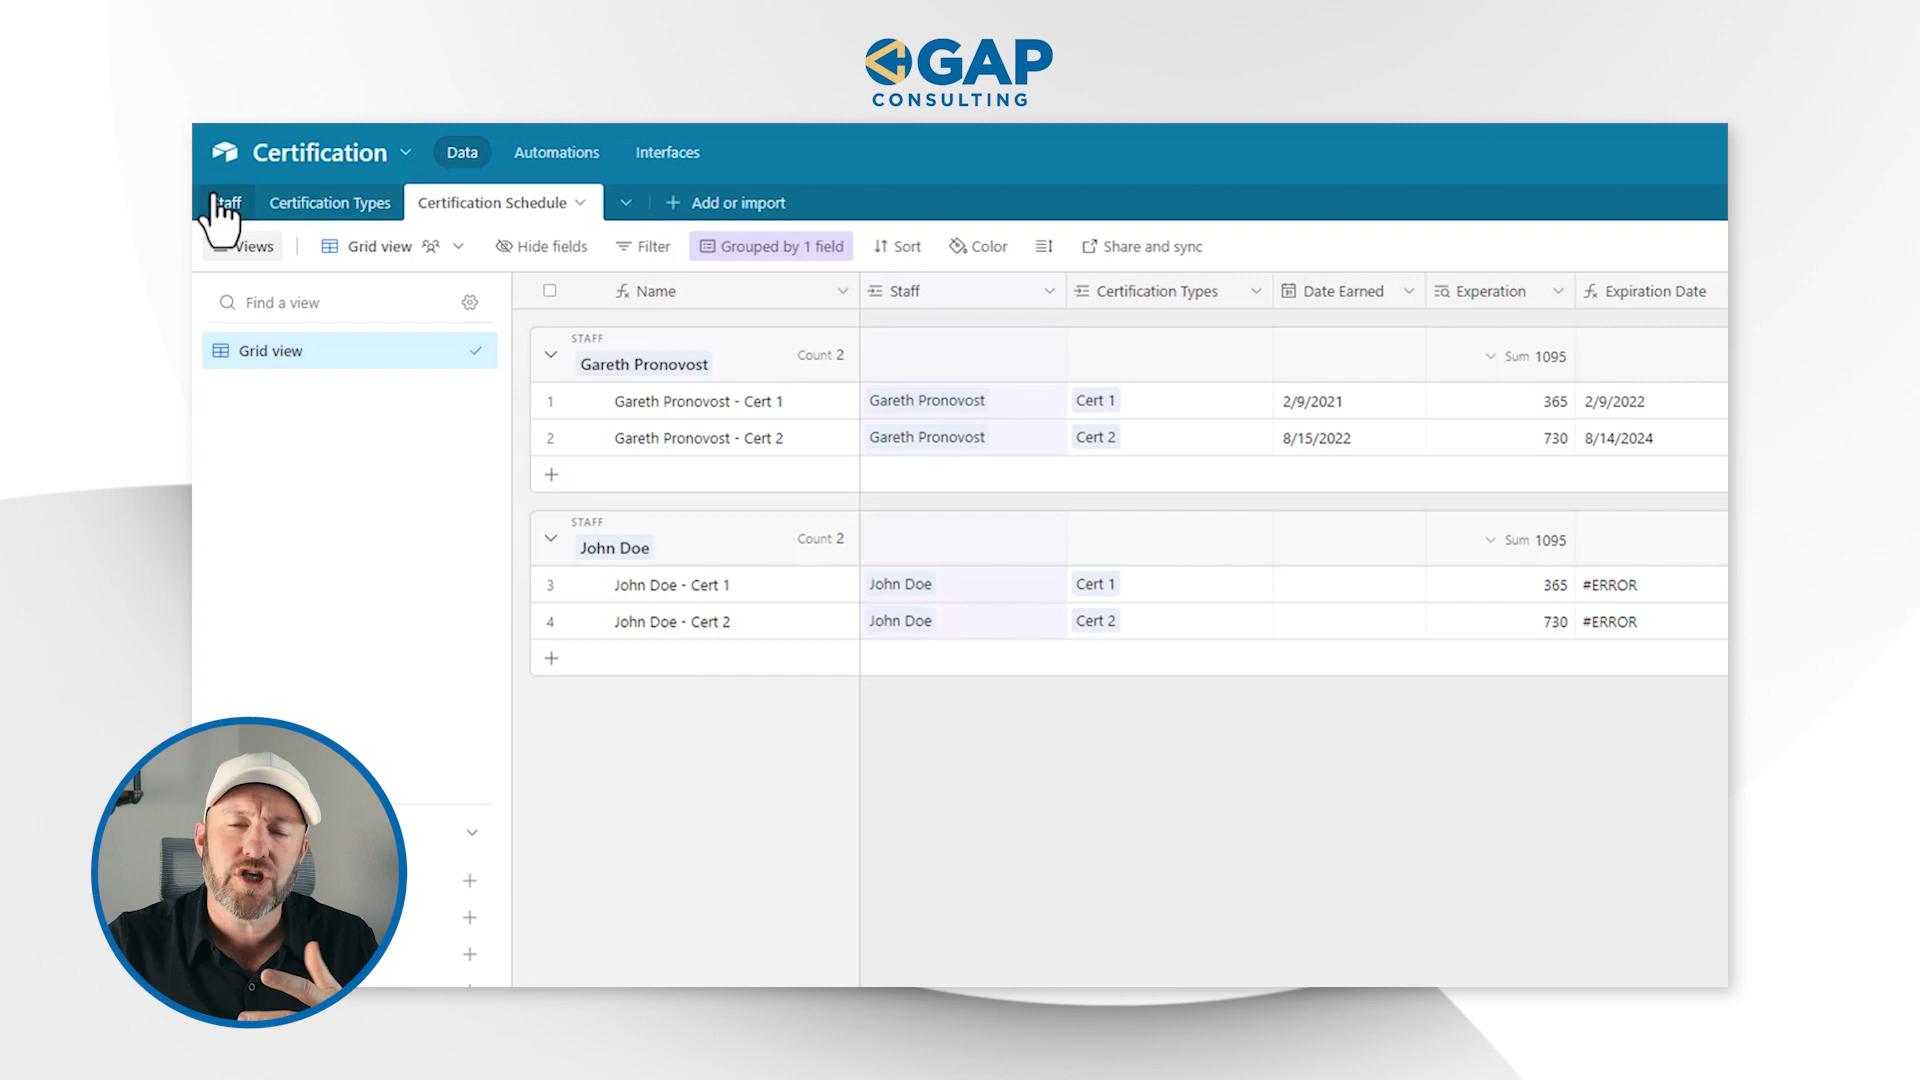 GAP
CONSULTING
Certification
Data
Automations
Interfaces
Certification Types
Certification Schedule
Add or import
Views
Grid view
Hide fields
Filter
Grouped by 1 field
Sort
Color
Share and sync
Find a view
Grid view
Name
Staff
Certification Types
Date Earned
Experation
Expiration Date
STAFF
Gareth Pronovost
Count 2
Sum 1095
1 Gareth Pronovost - Cert 1 Gareth Pronovost Cert 1 2/9/2021 365 2/9/2022
2 Gareth Pronovost - Cert 2 Gareth Pronovost Cert 2 8/15/2022 730 8/14/2024
STAFF
John Doe
Count 2
Sum 1095
3 John Doe - Cert 1 John Doe Cert 1 365 #ERROR
4 John Doe - Cert 2 John Doe Cert 2 730 #ERROR